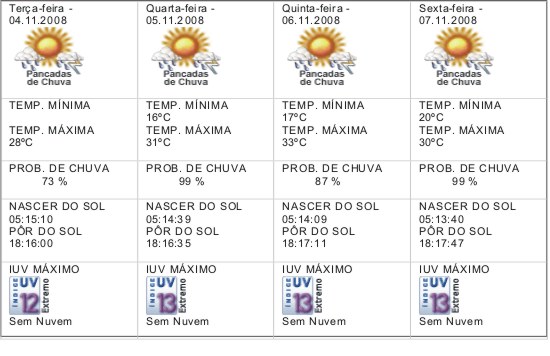 Terça-feira -
04.11.2008
Pancadas
de Chuva
Quarta-feira -
05.11.2008
Pancadas
de Chuva
Quinta-feira -
06.11.2008
Pancadas
de Chuva
Sexta-feira -
07.11.2008
Pancadas
de Chuva
TEMP. MÍNIMA
TEMP. MÁXIMA
28ºC
TEMP. MÍNIMA
16ºC
TEMP. MÁXIMA
31ºC
TEMP. MÍNIMA
17ºC
TEMP. MÁXIMA
33ºC
TEMP. MÍNIMA
20ºC
TEMP. MÁXIMA
30ºC
PROB. DE CHUVA
73 %
PROB. DE CHUVA
99 %
PROB. DE CHUVA
87 %
PROB. DE CHUVA
99 %
NASCER DO SOL
05:15:10
PÔR DO SOL
18:16:00
NASCER DO SOL
05:14:39
PÔR DO SOL
18:16:35
NASCER DO SOL
05:14:09
PÔR DO SOL
18:17:11
NASCER DO SOL
05:13:40
PÔR DO SOL
18:17:47
IUV MÁXIMO
ÍNDICE
UV
12
Extremo
Sem Nuvem
IUV MÁXIMO
ÍNDICE
UV
13
Extremo
Sem Nuvem
IUV MÁXIMO
ÍNDICE
UV
13
Extremo
Sem Nuvem
IUV MÁXIMO
ÍNDICE
UV
13
Extremo
Sem Nuvem